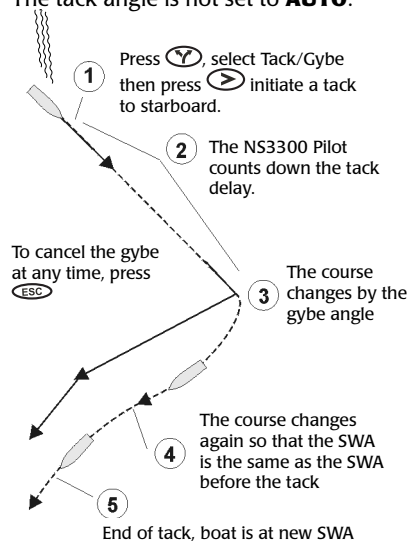 The tack angle is not set to AUTO.
1
Press , select Tack/Gybe
then press > initiate a tack
to starboard.
2
The NS3300 Pilot
counts down the tack
delay.
To cancel the gybe
at any time, press
ESC
3
The course
changes by the
gybe angle
4
The course changes
again so that the SWA
is the same as the SWA
before the tack
5
End of tack, boat is at new SWA